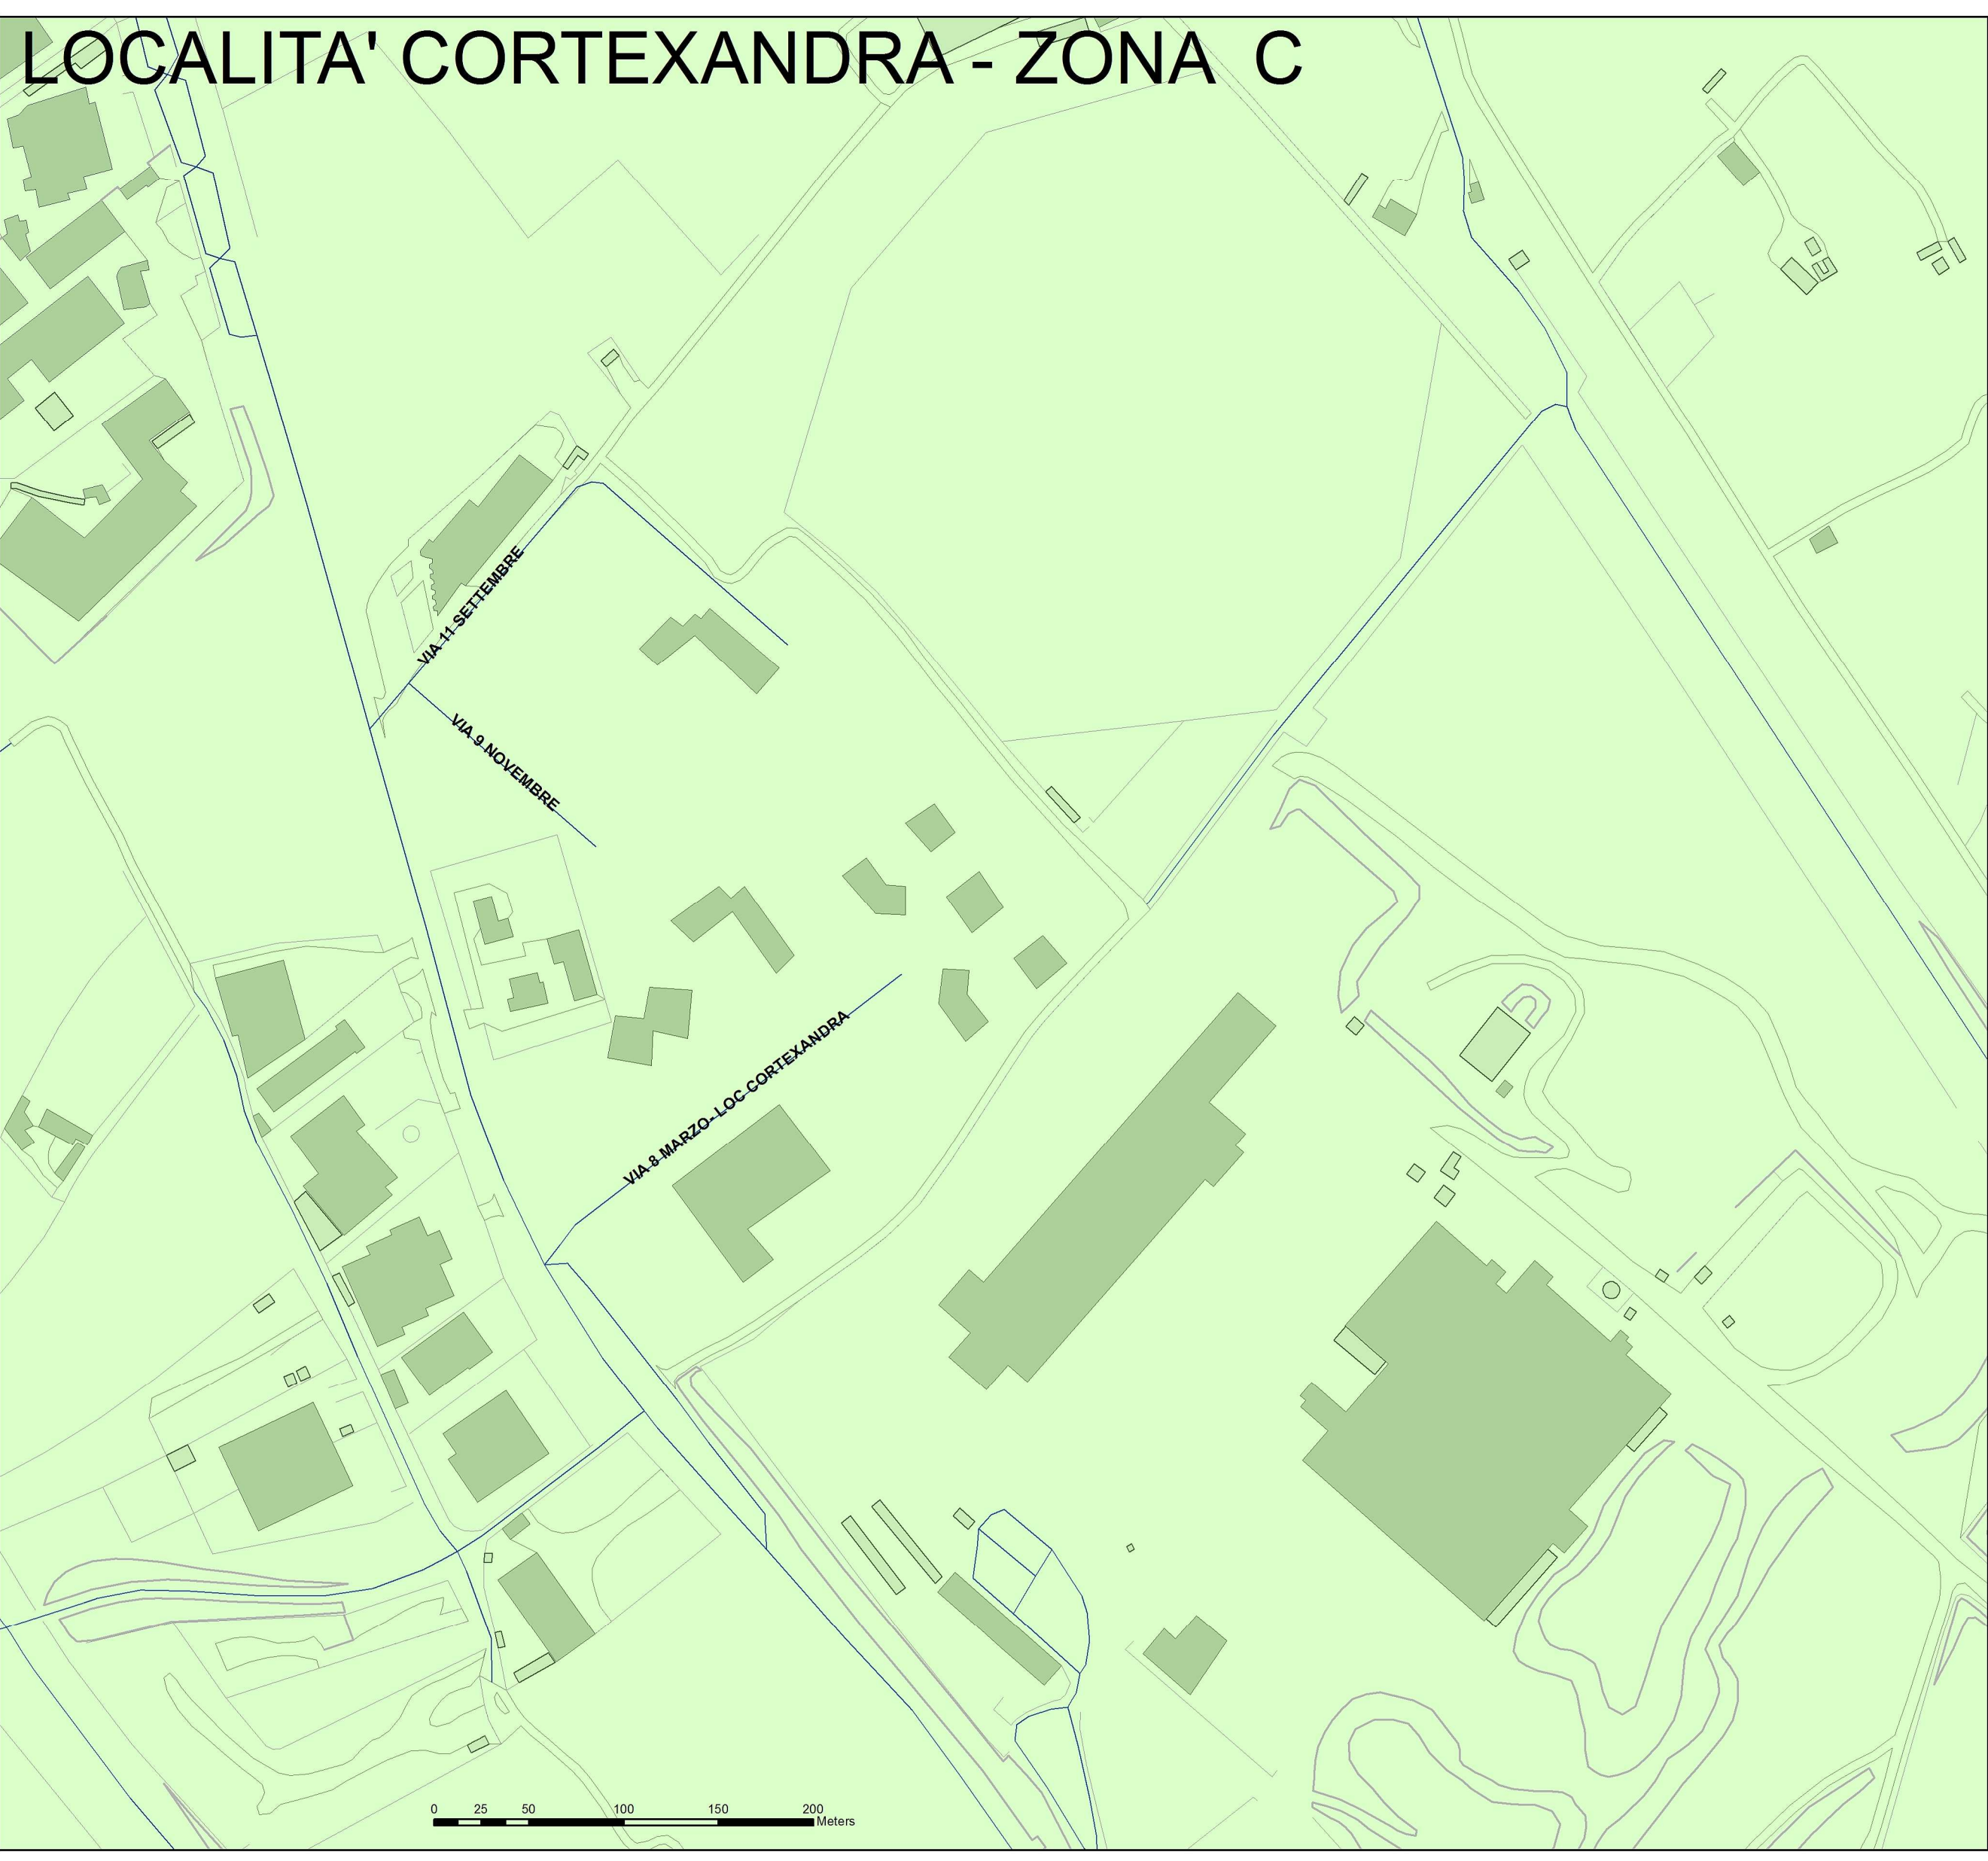 LOCALITA' CORTEXANDRA - ZONA C
VIA 11 SETTEMBRE
VIA 9 NOVEMBRE
VIA 8 MARZO- LOC CORTEXANDRA
0 25 50 100 150 200
Meters